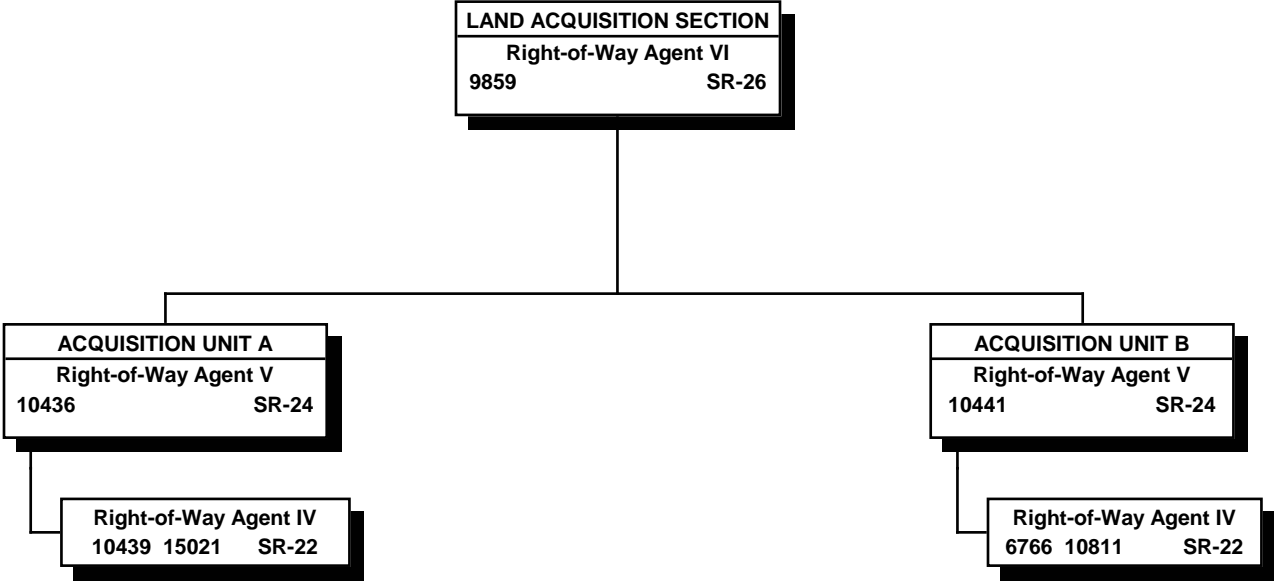 LAND ACQUISITION SECTION
Right-of-Way Agent VI
9859 SR-26
ACQUISITION UNIT A
Right-of-Way Agent V
10436 SR-24
Right-of-Way Agent IV
10439 15021 SR-22
ACQUISITION UNIT B
Right-of-Way Agent V
10441 SR-24
Right-of-Way Agent IV
6766 10811 SR-22